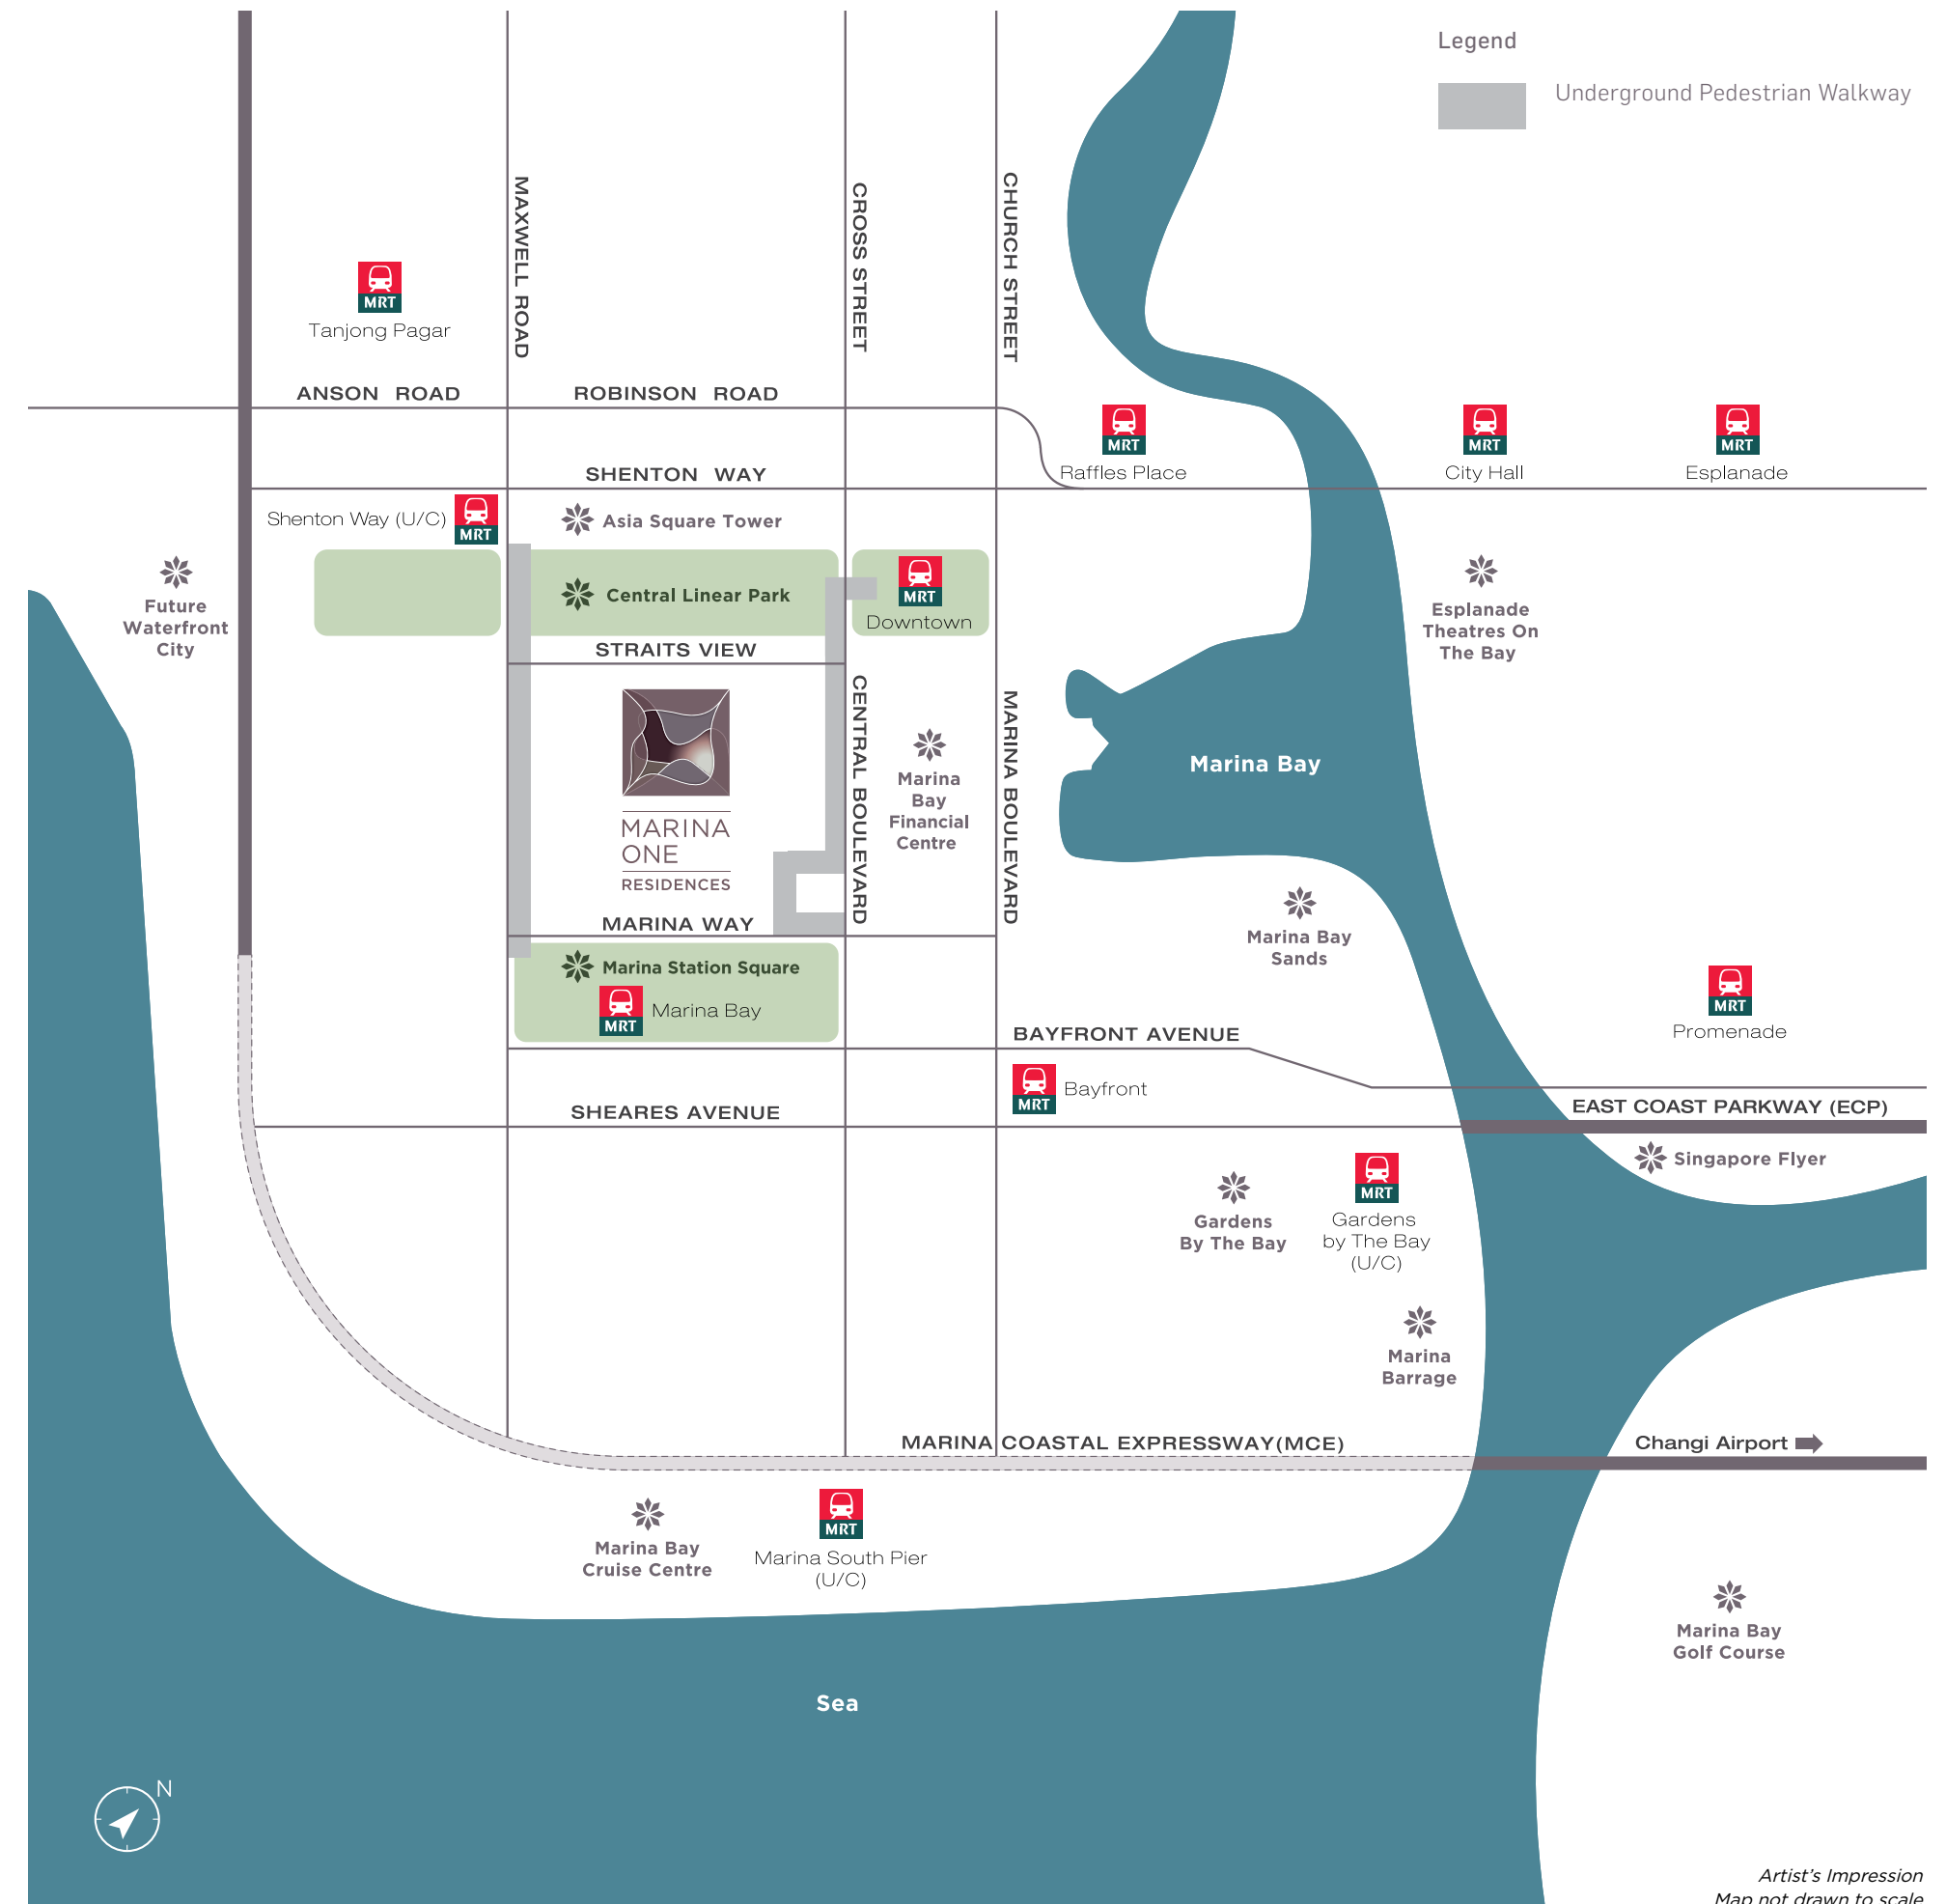 Legend
Underground Pedestrian Walkway
MAXWELL ROAD
CROSS STREET
CHURCH STREET
MRT
Tanjong Pagar
ANSON ROAD
ROBINSON ROAD
MRT
Raffles Place
MRT
City Hall
MRT
Esplanade
SHENTON WAY
Shenton Way (U/C)
MRT
Asia Square Tower
Future
Waterfront
City
Central Linear Park
MRT
Downtown
Esplanade
Theatres On
The Bay
STRAITS VIEW
CENTRAL BOULEVARD
MARINA BOULEVARD
MARINA
ONE
RESIDENCES
Marina
Bay
Financial
Centre
Marina Bay
MARINA WAY
Marina Bay
Sands
Marina Station Square
MRT
Marina Bay
MRT
Promenade
BAYFRONT AVENUE
MRT
Bayfront
SHEARES AVENUE
EAST COAST PARKWAY (ECP)
Singapore Flyer
Gardens
By The Bay
MRT
Gardens
by The Bay
(U/C)
Marina
Barrage
MARINA COASTAL EXPRESSWAY(MCE)
Changi Airport
Marina Bay
Cruise Centre
MRT
Marina South Pier
(U/C)
Marina Bay
Golf Course
Sea
N
Artist's Impression
Map not drawn to scale